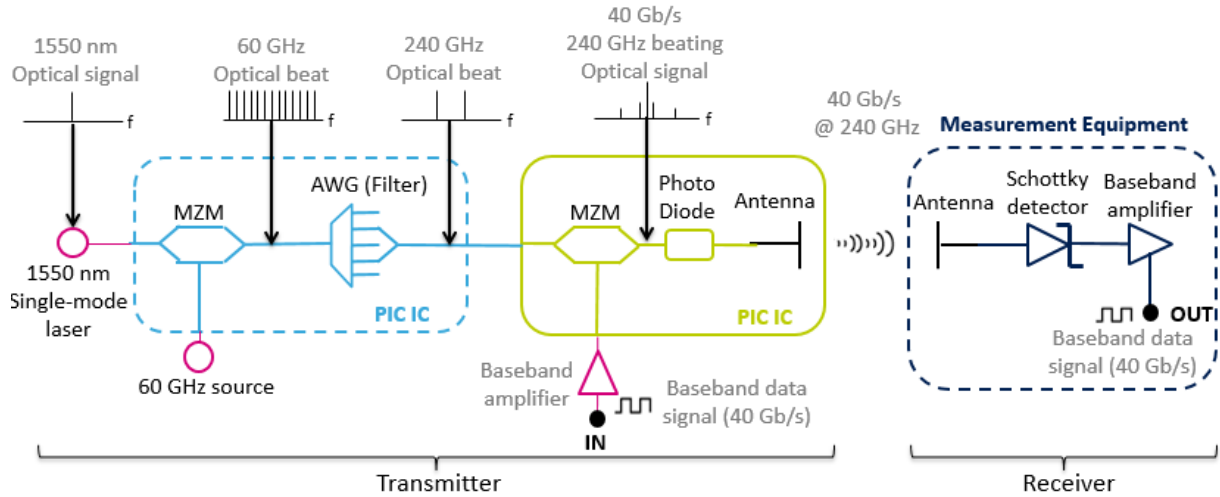 1550 nm
Optical signal
f
60 GHz
Optical beat
f
240 GHz
Optical beat
f
40 Gb/s
240 GHz beating
Optical signal
f
40 Gb/s
@ 240 GHz
Measurement Equipment
MZM
AWG (Filter)
PIC IC
1550 nm
Single-mode
laser
60 GHz source
MZM
Photo
Diode
Antenna
PIC IC
Baseband
amplifier
Baseband data
signal (40 Gb/s)
IN
Antenna
Schottky
detector
Baseband
amplifier
OUT
Baseband data
signal (40 Gb/s)
Transmitter
Receiver